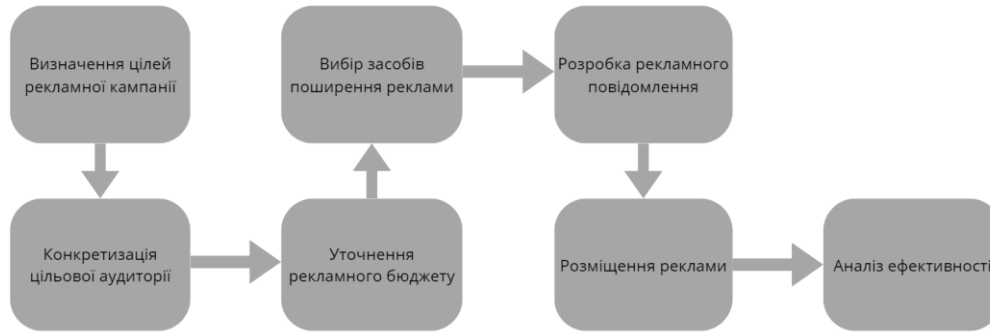 Визначення цілей
рекламної кампанії
Конкретизація
цільової аудиторії
Уточнення
рекламного бюджету
Вибір засобів
поширення реклами
Розробка рекламного
повідомлення
Розміщення реклами
Аналіз ефективності